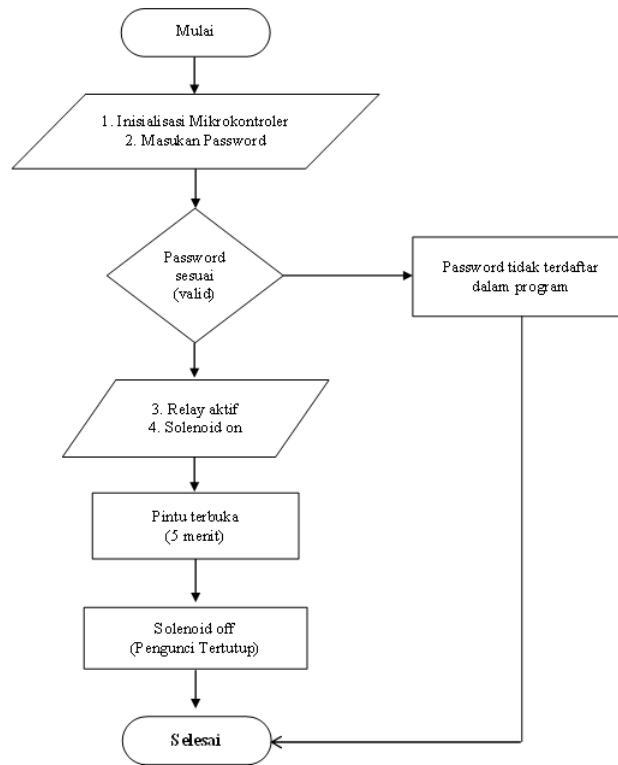 Mulai
1. Inisialisasi Mikrokontroler
2. Masukan Password
Password
sesuai
(valid)
Password tidak terdaftar
dalam program
3. Relay aktif
4. Solenoid on
Pintu terbuka
(5 menit)
Solenoid off
(Pengunci Tertutup)
Selesai